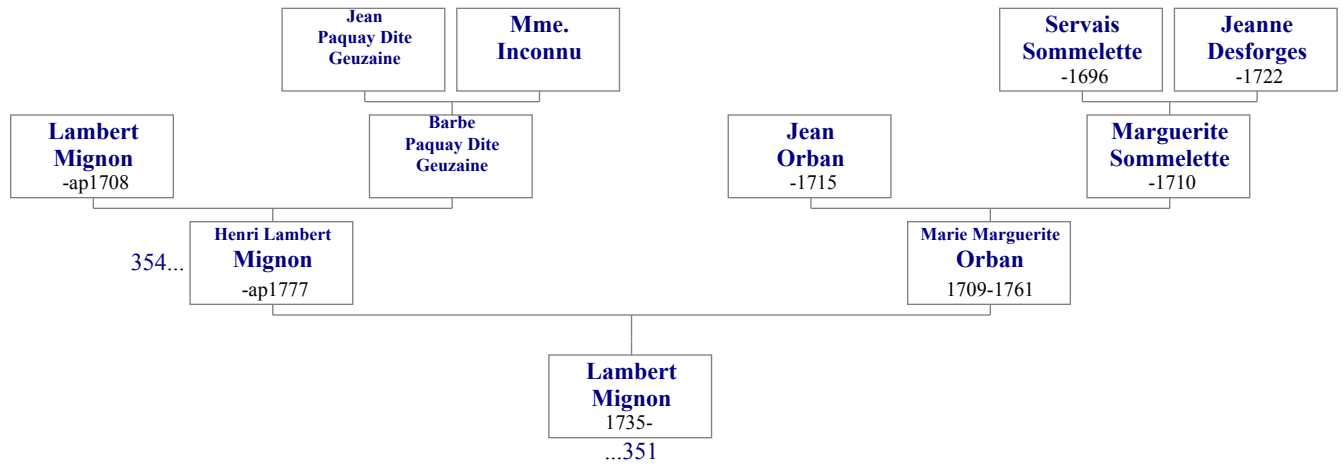 Jean
Paquay Dite
Geuzaine
Mme.
Inconnu
Servais
Sommelette
-1696
Jeanne
Desforges
-1722
Lambert
Mignon
-ap1708
Barbe
Paquay Dite
Geuzaine
Jean
Orban
-1715
Marguerite
Sommelette
-1710
354...
Henri Lambert
Mignon
-ap1777
Marie Marguerite
Orban
1709-1761
Lambert
Mignon
1735-
...351